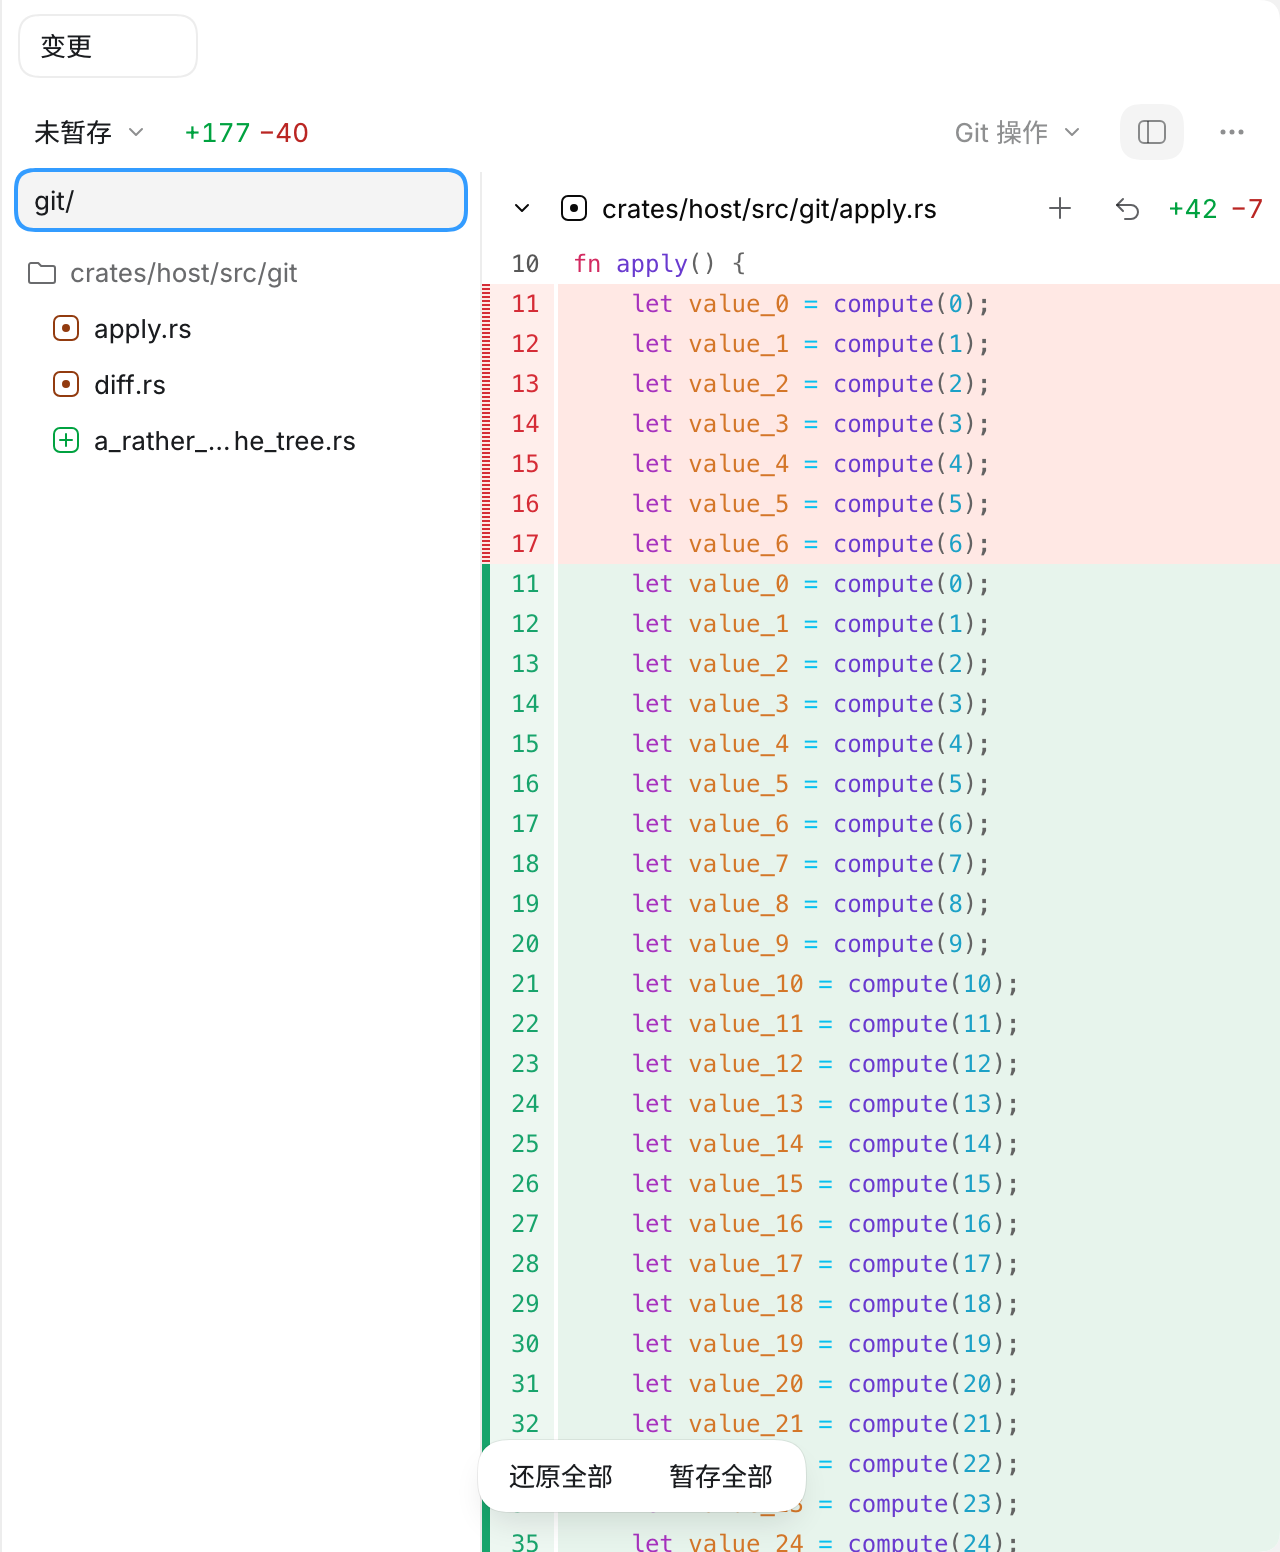 变更
未暂存 +177 −40 Git 操作
git/
crates/host/src/git
apply.rs
diff.rs
a_rather_...he_tree.rs
crates/host/src/git/apply.rs +42 −7
10 fn apply() {
11 let value_0 = compute(0);
12 let value_1 = compute(1);
13 let value_2 = compute(2);
14 let value_3 = compute(3);
15 let value_4 = compute(4);
16 let value_5 = compute(5);
17 let value_6 = compute(6);
11 let value_0 = compute(0);
12 let value_1 = compute(1);
13 let value_2 = compute(2);
14 let value_3 = compute(3);
15 let value_4 = compute(4);
16 let value_5 = compute(5);
17 let value_6 = compute(6);
18 let value_7 = compute(7);
19 let value_8 = compute(8);
20 let value_9 = compute(9);
21 let value_10 = compute(10);
22 let value_11 = compute(11);
23 let value_12 = compute(12);
24 let value_13 = compute(13);
25 let value_14 = compute(14);
26 let value_15 = compute(15);
27 let value_16 = compute(16);
28 let value_17 = compute(17);
29 let value_18 = compute(18);
30 let value_19 = compute(19);
31 let value_20 = compute(20);
32 let value_21 = compute(21);
= compute(22);
= compute(23);
35 let value_24 = compute(24);
还原全部 暂存全部